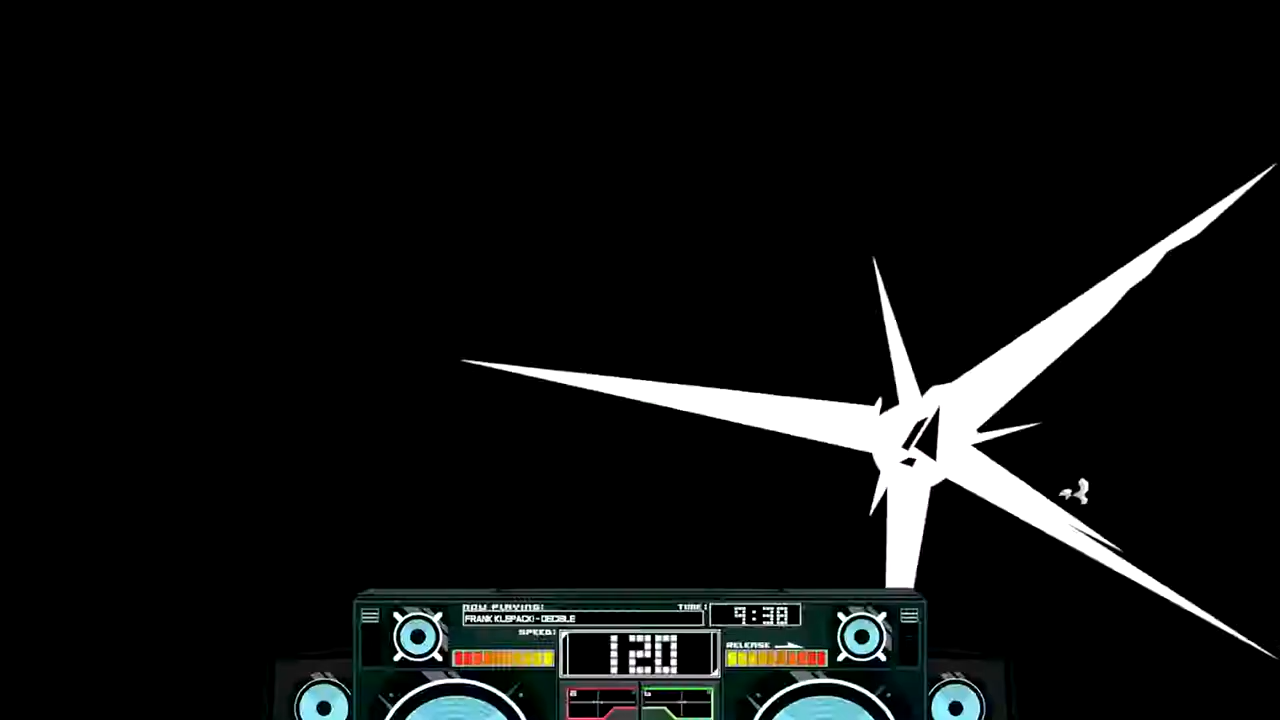 NOW PLAYING:
TIME:
9:38
FRANK KLEPACKI - DECIBLE
SPEED:
120
RELEASE